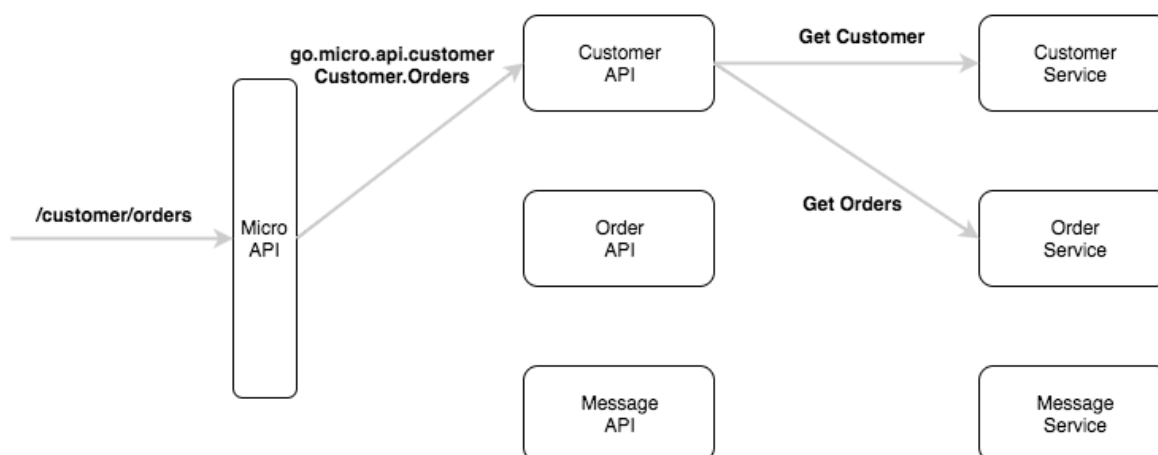 go.micro.api.customer
Customer.Orders
Customer
API
Get Customer
Customer
Service
/customer/orders
Micro
API
Order
API
Get Orders
Order
Service
Message
API
Message
Service